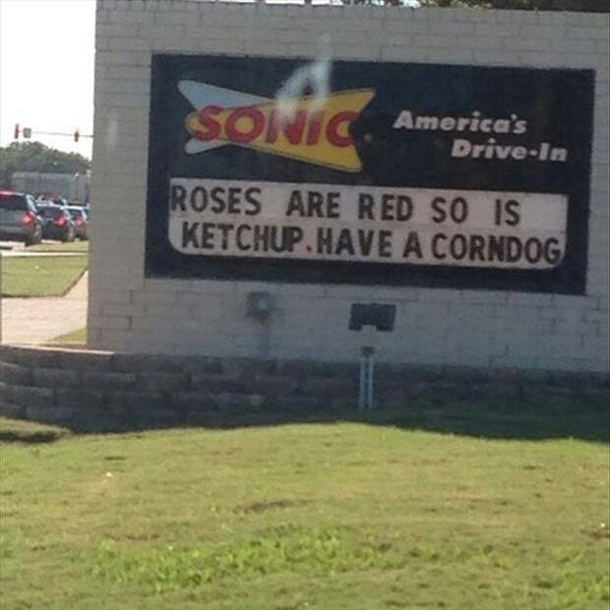 SONIC
America's
Drive-In
ROSES ARE RED SO IS
KETCHUP.HAVE A CORNDOG